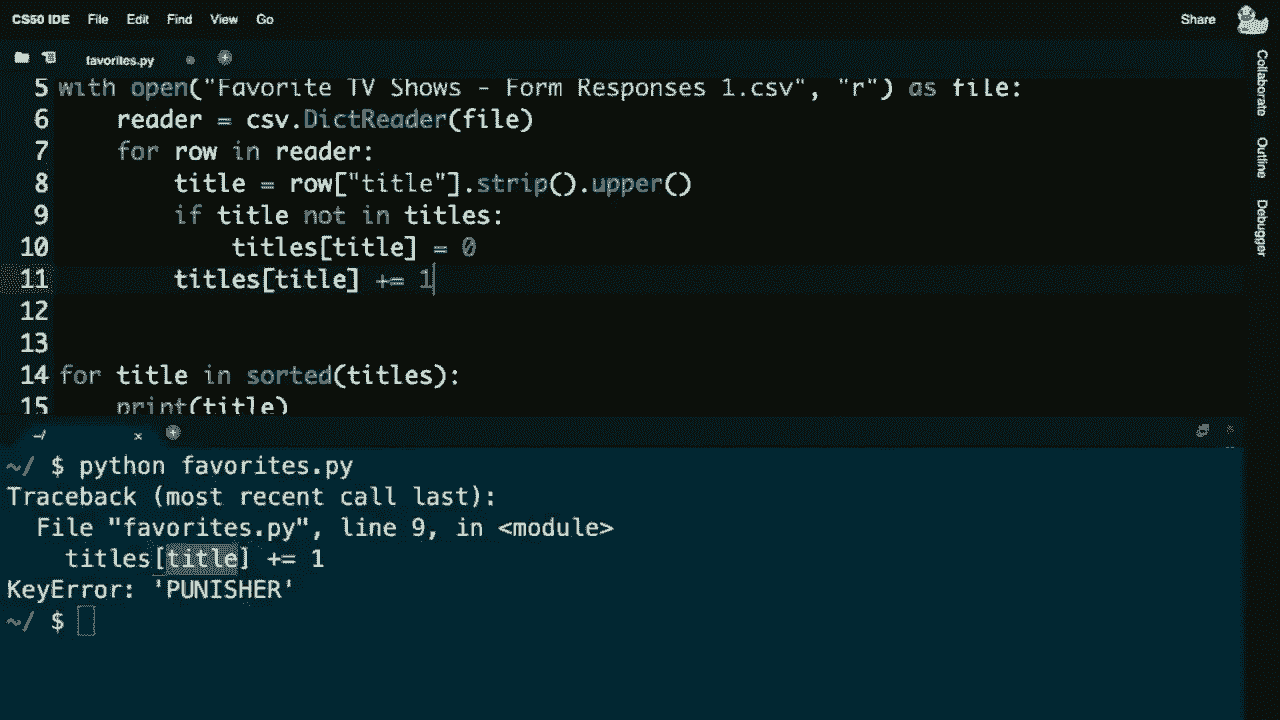 CS50 IDE File Edit Find View Go Share
favorites.py
5 with open("Favorite TV Shows - Form Responses 1.csv", "r") as file:
6 reader = csv.DictReader(file)
7 for row in reader:
8 title = row["title"].strip().upper()
9 if title not in titles:
10 titles[title] = 0
11 titles[title] += 1
12
13
14 for title in sorted(titles):
15 print(title)
~/ $ python favorites.py
Traceback (most recent call last):
File "favorites.py", line 9, in <module>
titles[title] += 1
KeyError: 'PUNISHER'
~/ $
Collaborate
Outline
Debugger